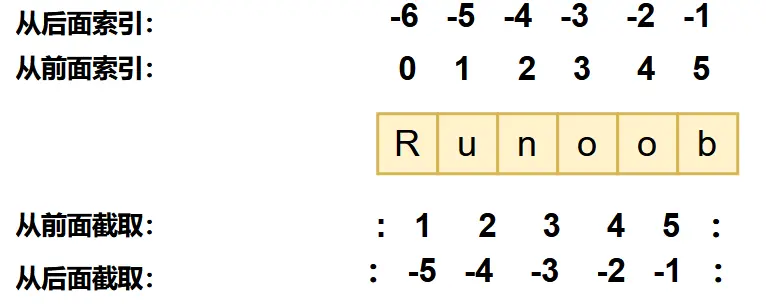 从后面索引： -6 -5 -4 -3 -2 -1
从前面索引： 0 1 2 3 4 5
R u n o o b
从前面截取： : 1 2 3 4 5 :
从后面截取： : -5 -4 -3 -2 -1 :